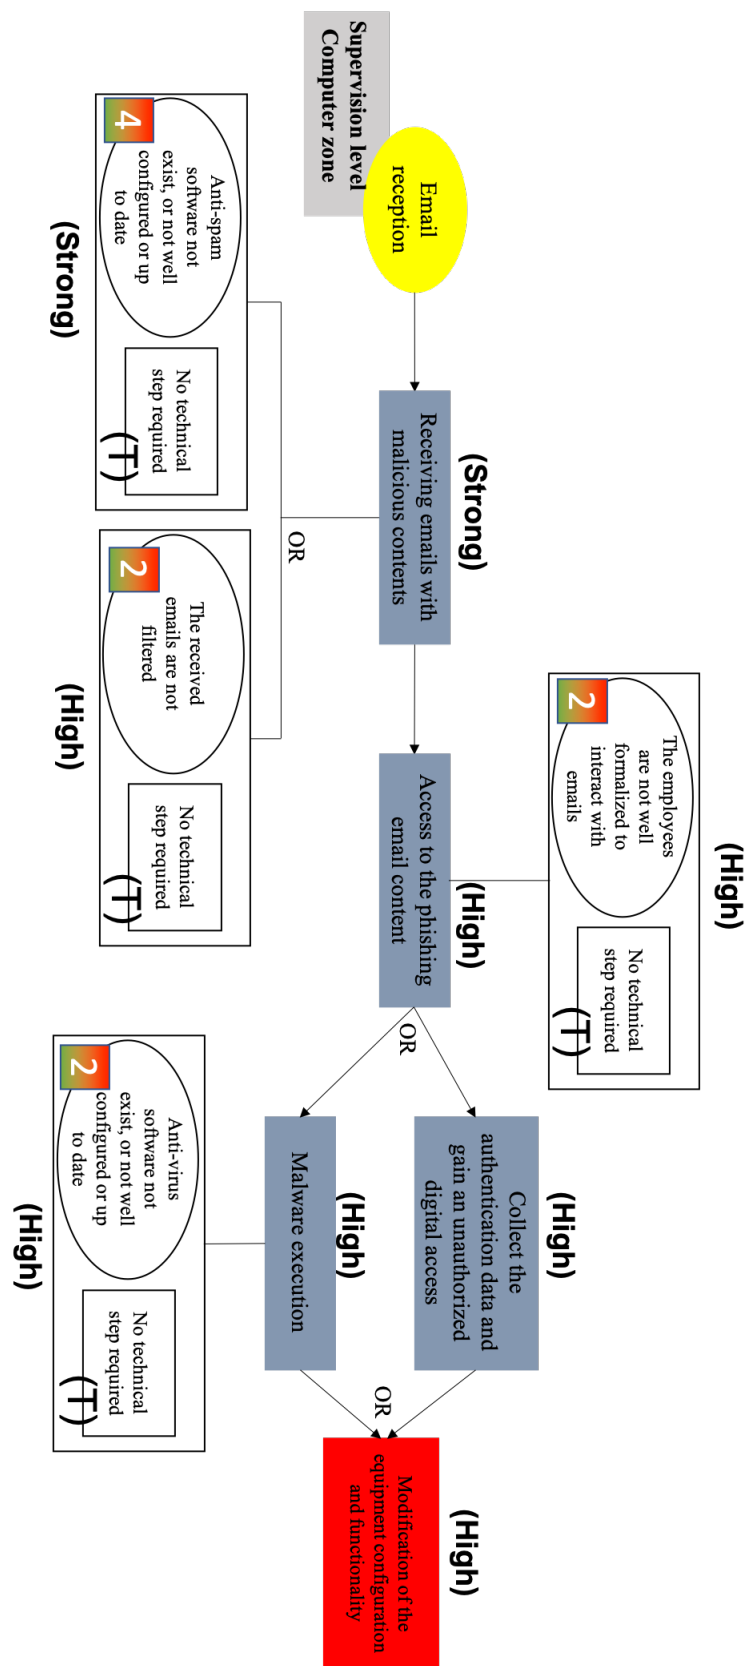 Supervision level
Computer zone
Email
reception
(Strong)
Receiving emails with
malicious contents
OR
4
Anti-spam
software not
exist, or not well
configured or up
to date
No technical
step required
(T)
(Strong)
2
The received
emails are not
filtered
No technical
step required
(T)
(High)
(High)
2
The employees
are not well
formalized to
interact with
emails
No technical
step required
(T)
(High)
Access to the phishing
email content
OR
(High)
Collect the
authentication data and
gain an unauthorized
digital access
(High)
Malware execution
2
Anti-virus
software not
exist, or not well
configured or up
to date
No technical
step required
(T)
(High)
OR
(High)
Modification of the
equipment configuration
and functionality